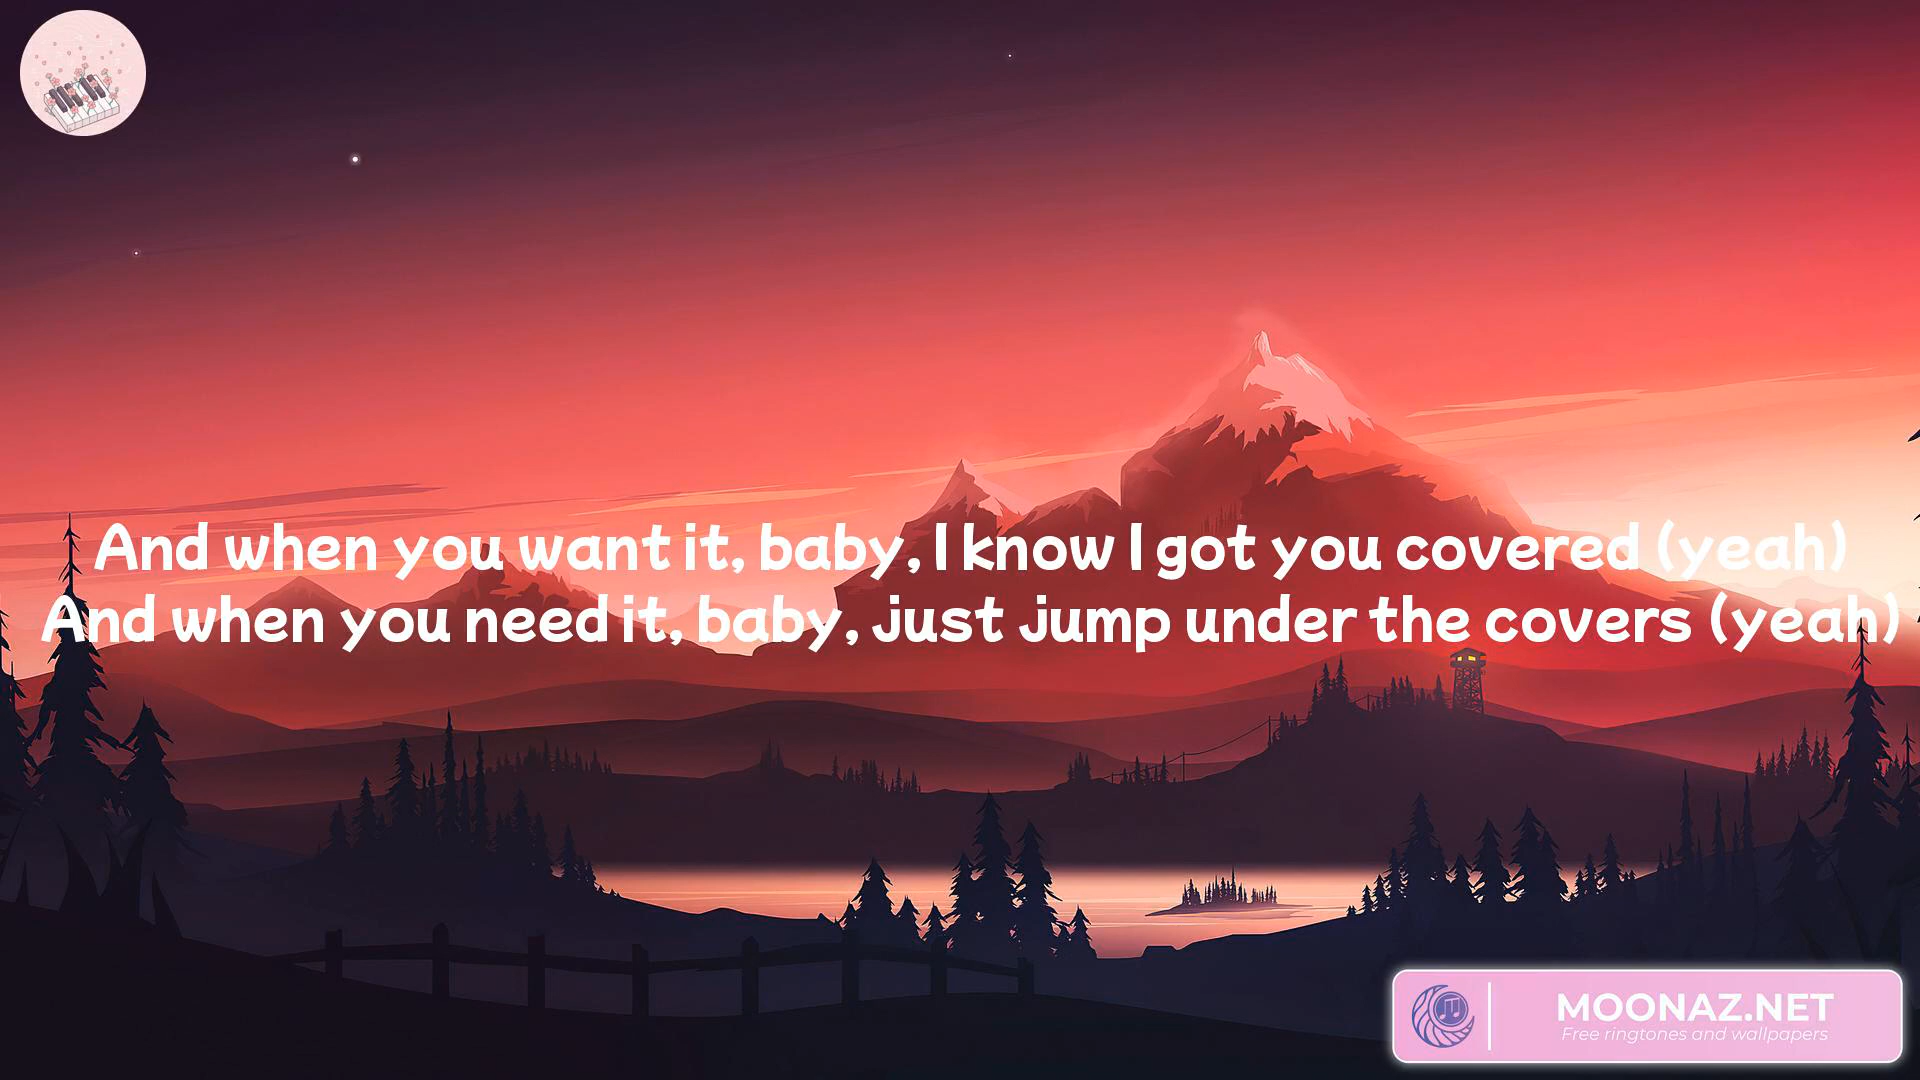 And when you want it, baby, I know I got you covered (yeah)
And when you need it, baby, just jump under the covers (yeah)
MOONAZ.NET
Free ringtones and wallpapers